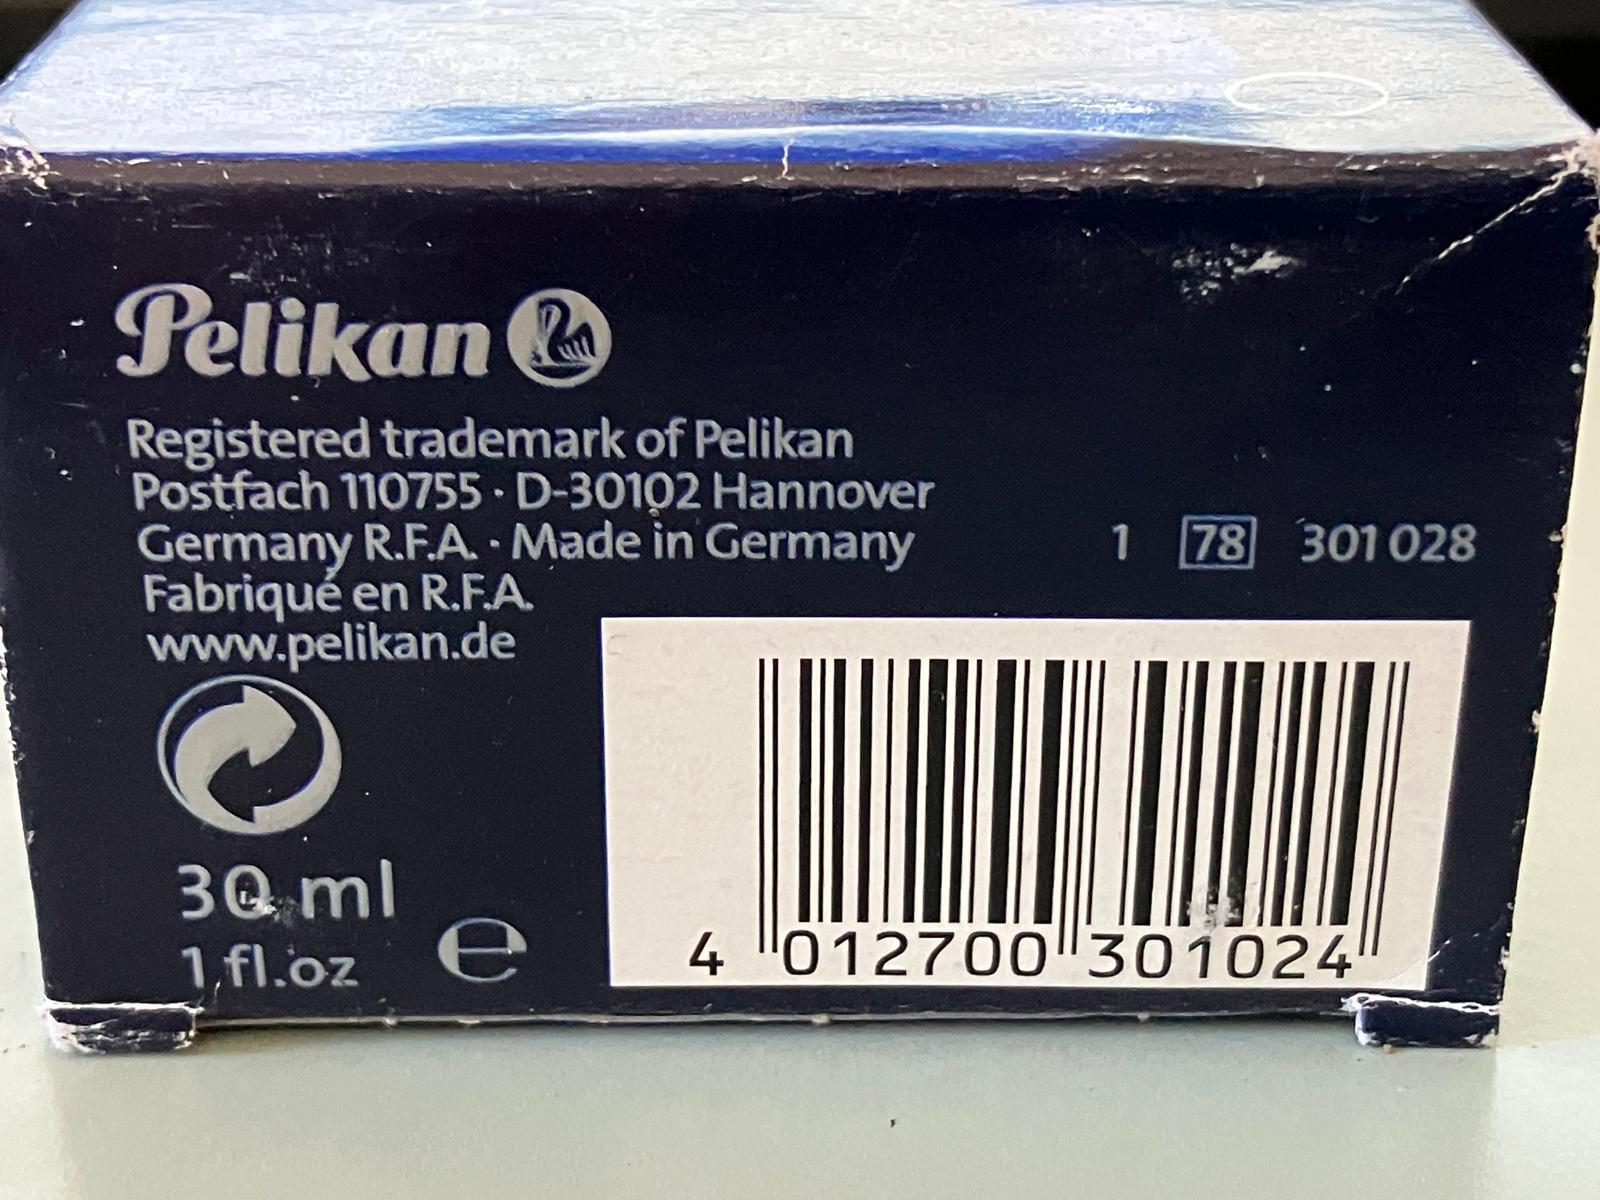 Pelikan
Registered trademark of Pelikan
Postfach 110755 · D-30102 Hannover
Germany R.F.A. · Made in Germany
Fabriqué en R.F.A.
www.pelikan.de
1 78 301 028
30 ml
1 fl.oz
e
4 012700 301024